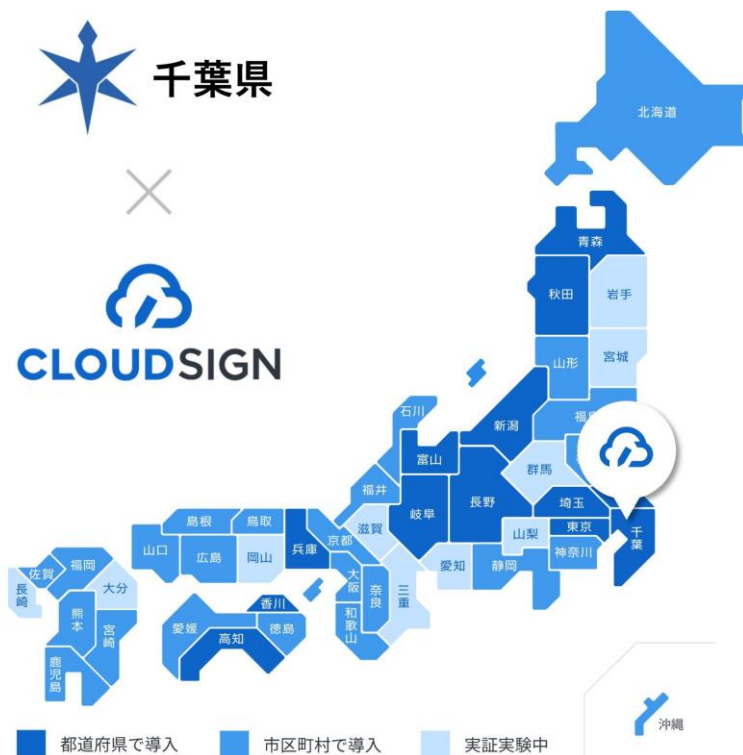 千葉県
CLOUDSIGN
北海道
青森
秋田
岩手
山形
宮城
石川
新潟
福
富山
群馬
福井
長野
埼玉
岐阜
島根
鳥取
滋賀
山梨
東京
千葉
山口
広島
岡山
兵庫
京都
愛知
静岡
神奈川
佐賀
福岡
長崎
大分
大阪
奈良
三重
香川
熊本
宮崎
愛媛
高知
徳島
和歌山
鹿児島
沖縄
都道府県で導入
市区町村で導入
実証実験中